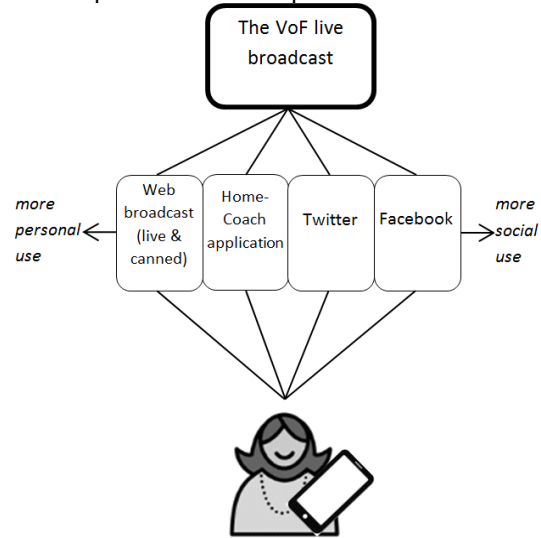 The VoF live
broadcast
more
personal
use
Web
broadcast
(live &
canned)
Home-
Coach
application
Twitter
Facebook
more
social
use